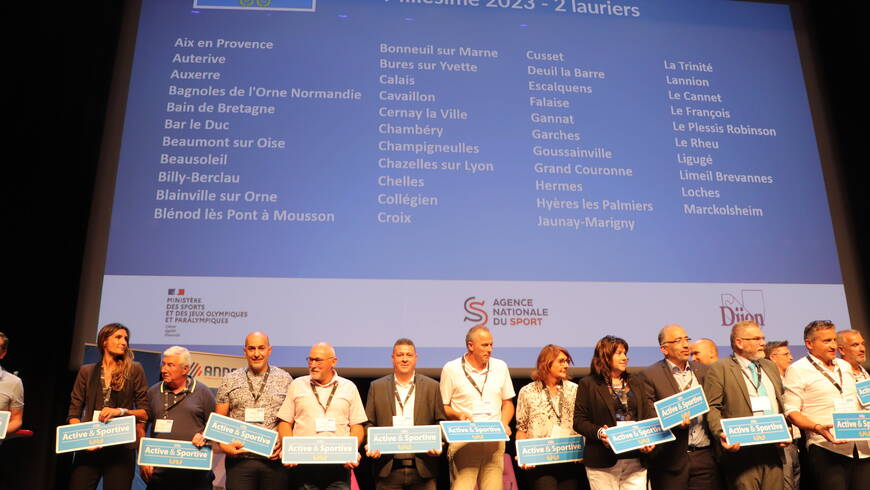 Millésime 2023 - 2 lauriers
Aix en Provence
Auterive
Auxerre
Bagnoles de l'Orne Normandie
Bain de Bretagne
Bar le Duc
Beaumont sur Oise
Beausoleil
Billy-Berclau
Blainville sur Orne
Blénod lès Pont à Mousson
Bonneuil sur Marne
Bures sur Yvette
Calais
Cavaillon
Cernay la Ville
Chambéry
Champigneulles
Chazelles sur Lyon
Chelles
Collégien
Croix
Cusset
Deuil la Barre
Escalquens
Falaise
Gannat
Garches
Goussainville
Grand Couronne
Hermes
Hyères les Palmiers
Jaunay-Marigny
La Trinité
Lannion
Le Cannet
Le François
Le Plessis Robinson
Le Rheu
Ligugé
Limeil Brevannes
Loches
Marckolsheim
MINISTÈRE
DES SPORTS
ET DES JEUX OLYMPIQUES
ET PARALYMPIQUES
AGENCE
NATIONALE
DU SPORT
Dijon
Active & Sportive
Active & Sportive
Active & Sportive
Active & Sportive
Active & Sportive
Active & Sportive
Active & Sportive
Active & Sportive
Active & Sportive
Active & Sportive
Active & Sportive